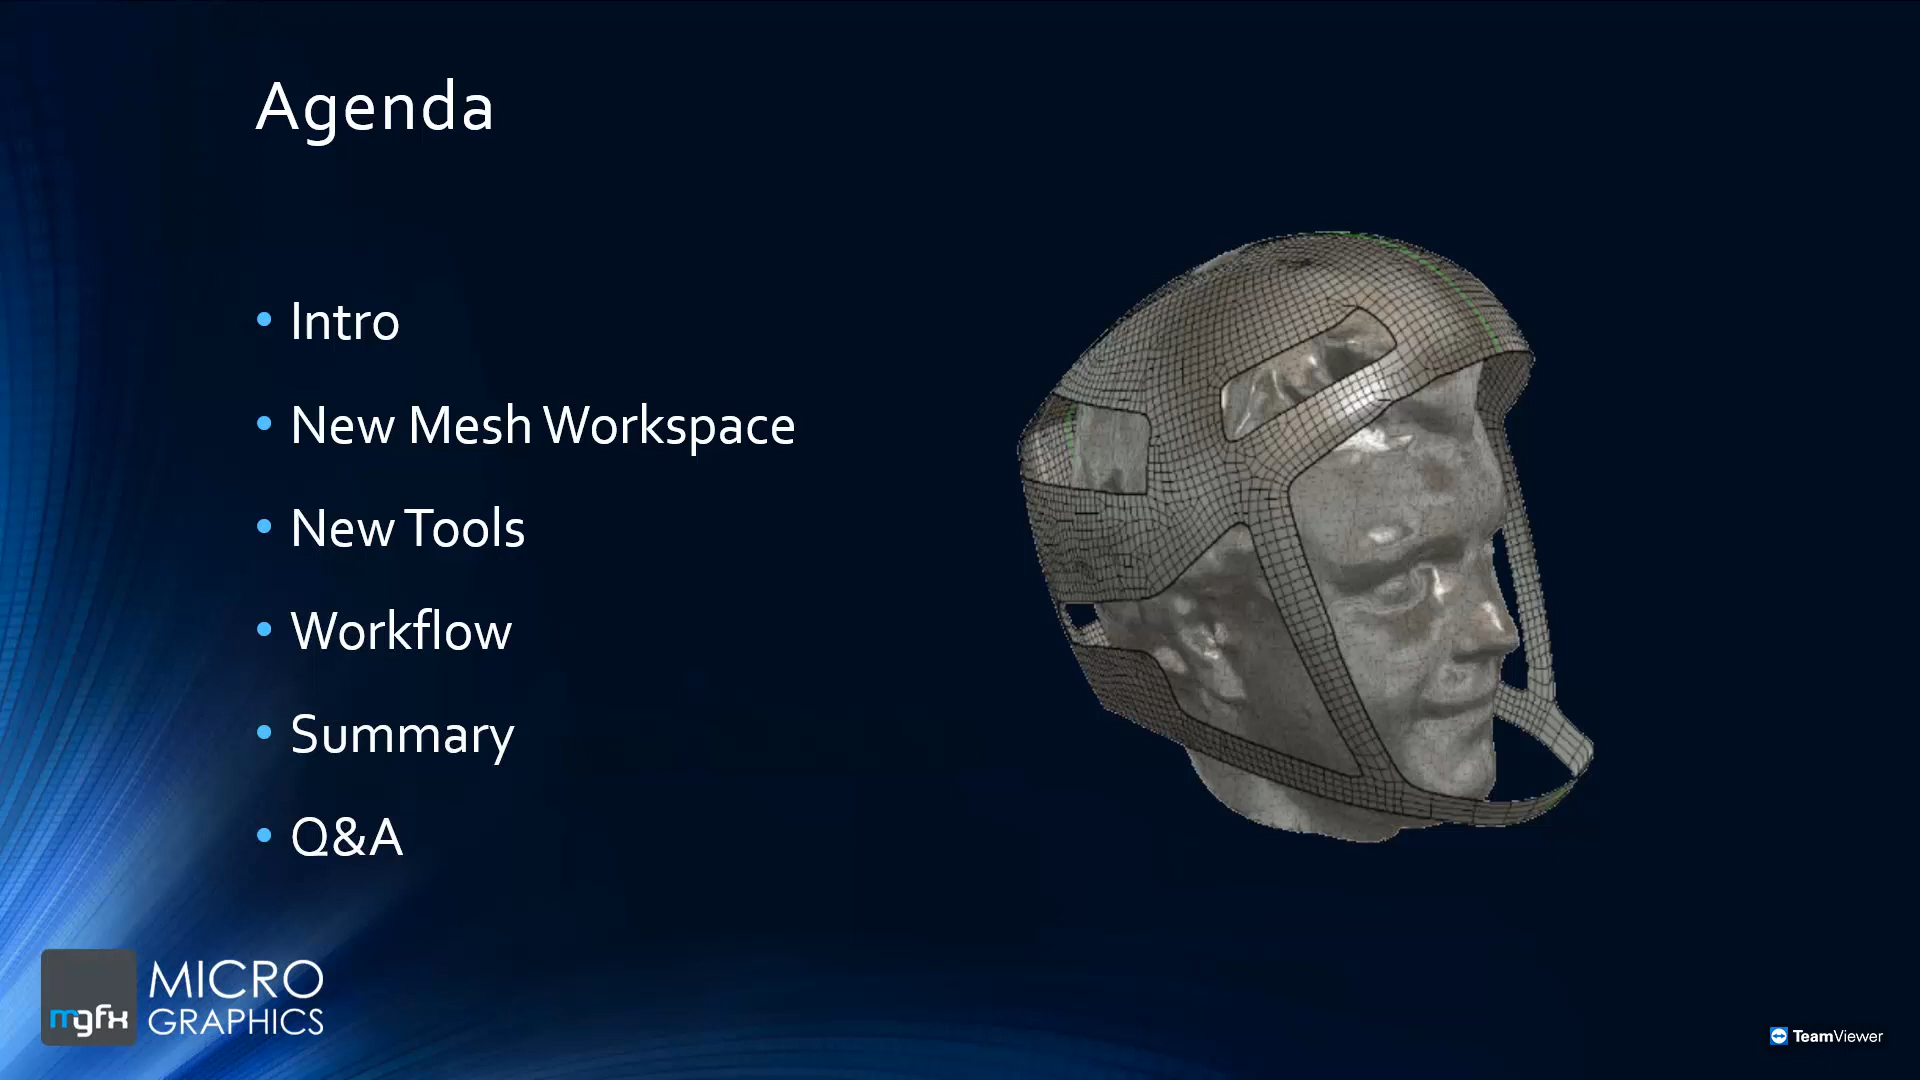 Agenda
• Intro
• New Mesh Workspace
• New Tools
• Workflow
• Summary
• Q&A
mgfx
MICRO
GRAPHICS
TeamViewer